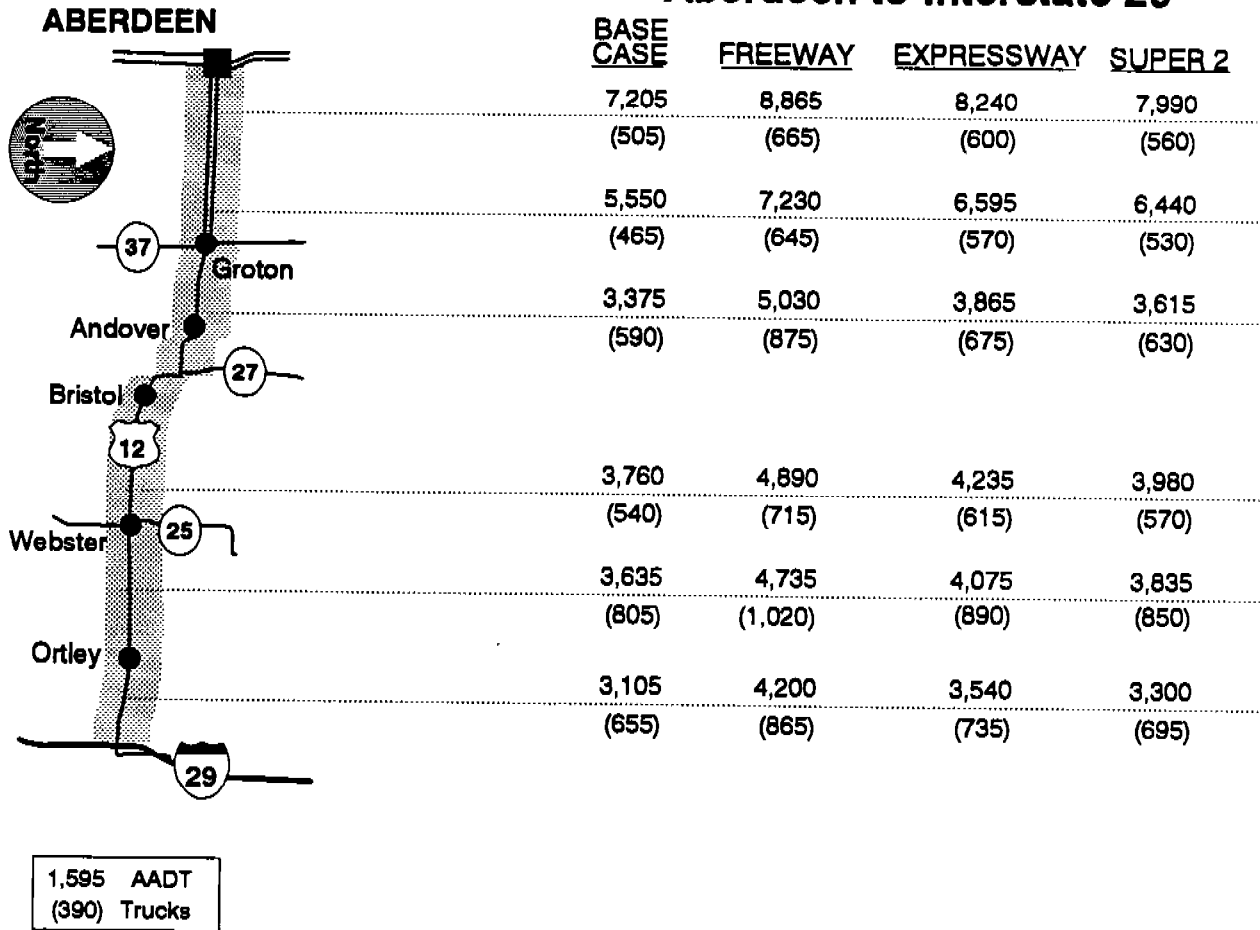 Aberdeen to Interstate 29
ABERDEEN
BASE CASE FREEWAY EXPRESSWAY SUPER 2
7,205 8,865 8,240 7,990
(505) (665) (600) (560)
North
5,550 7,230 6,595 6,440
(465) (645) (570) (530)
37
Groton
3,375 5,030 3,865 3,615
(590) (875) (675) (630)
Andover
27
Bristol
12
3,760 4,890 4,235 3,980
(540) (715) (615) (570)
Webster 25
3,635 4,735 4,075 3,835
(805) (1,020) (890) (850)
Ortley
3,105 4,200 3,540 3,300
(655) (865) (735) (695)
29
1,595 AADT
(390) Trucks